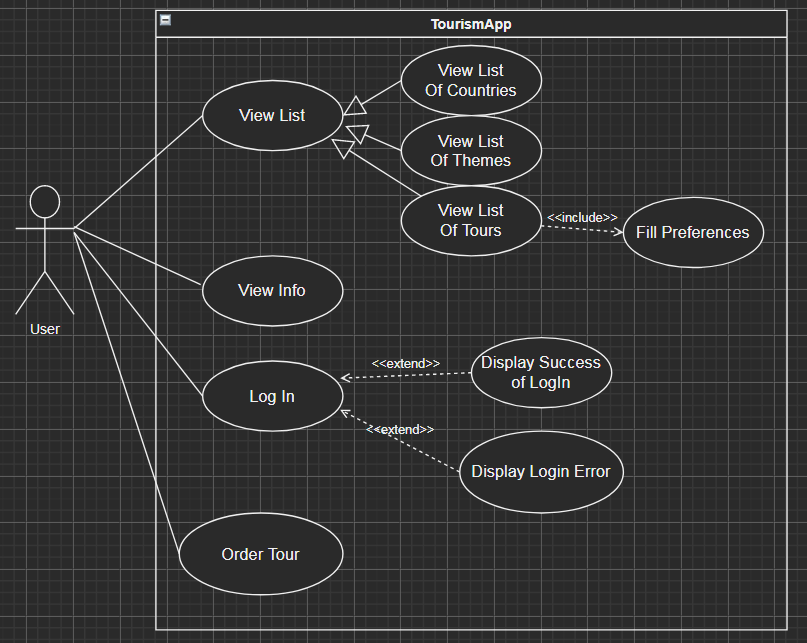 TourismApp
View List
View List
Of Countries
View List
Of Themes
View List
Of Tours
<<include>>
Fill Preferences
View Info
User
Log In
<<extend>>
Display Success
of LogIn
<<extend>>
Display Login Error
Order Tour